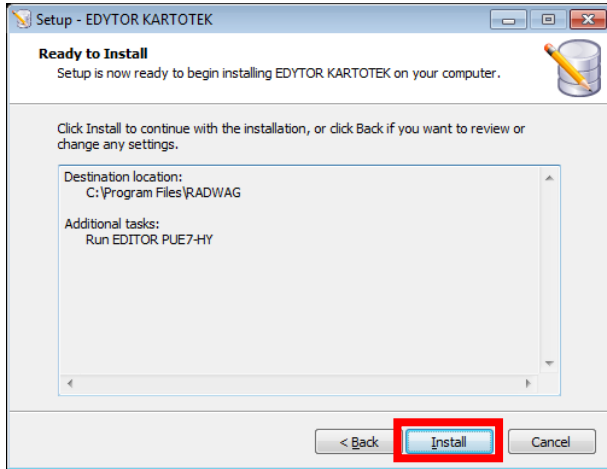 Setup - EDYTOR KARTOTEK
Ready to Install
Setup is now ready to begin installing EDYTOR KARTOTEK on your computer.
Click Install to continue with the installation, or click Back if you want to review or
change any settings.
Destination location:
C:\Program Files\RADWAG
Additional tasks:
Run EDITOR PUE7-HY
< Back
Install
Cancel